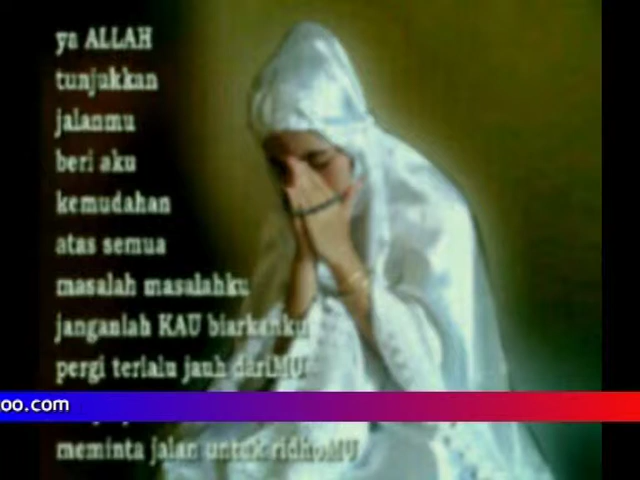 ya ALLAH
tunjukkan
jalanmu
beri aku
kemudahan
atas semua
masalah masalahku
janganlah KAU biarkanku
pergi terlalu jauh dariMU
oo.com
meminta jalan untuk ridhoMU